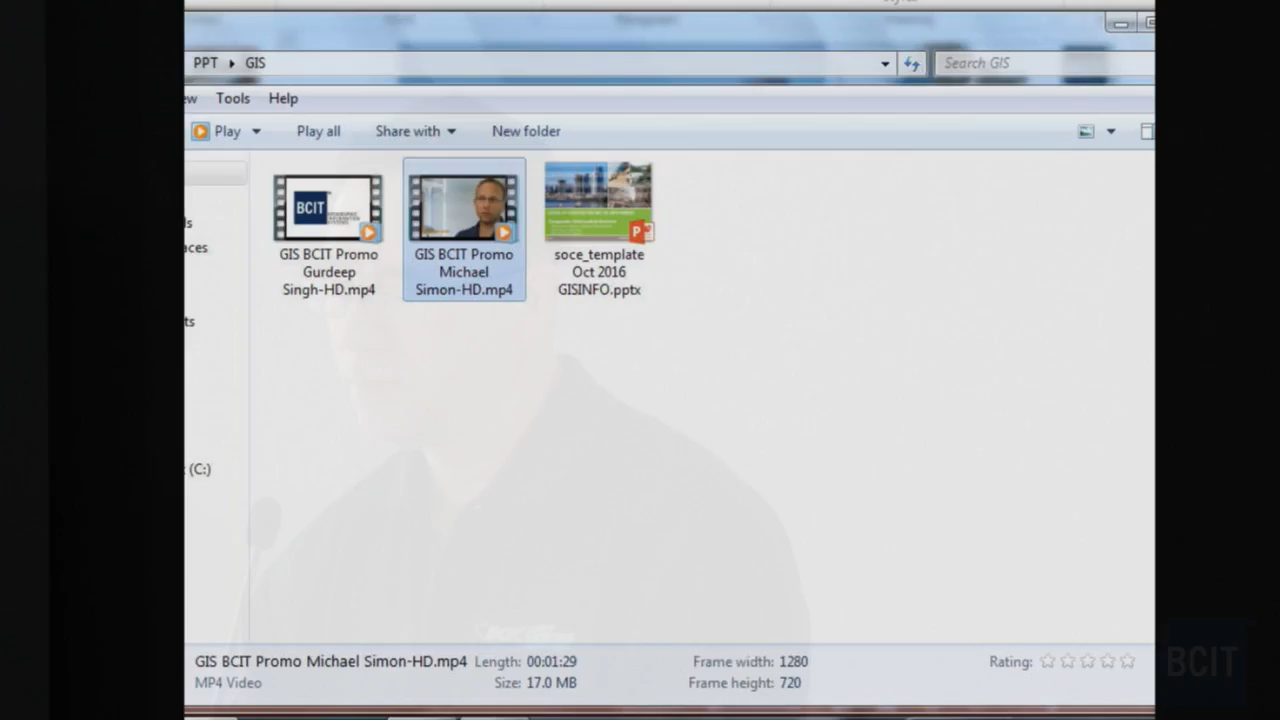 PPT ▸ GIS
Search GIS
ew Tools Help
Play Play all Share with New folder
BCIT
GIS BCIT Promo
Gurdeep
Singh-HD.mp4
GIS BCIT Promo
Michael
Simon-HD.mp4
soce_template
Oct 2016
GISINFO.pptx
ls
aces
ts
(C:)
GIS BCIT Promo Michael Simon-HD.mp4 Length: 00:01:29 Frame width: 1280 Rating:
MP4 Video Size: 17.0 MB Frame height: 720
BCIT